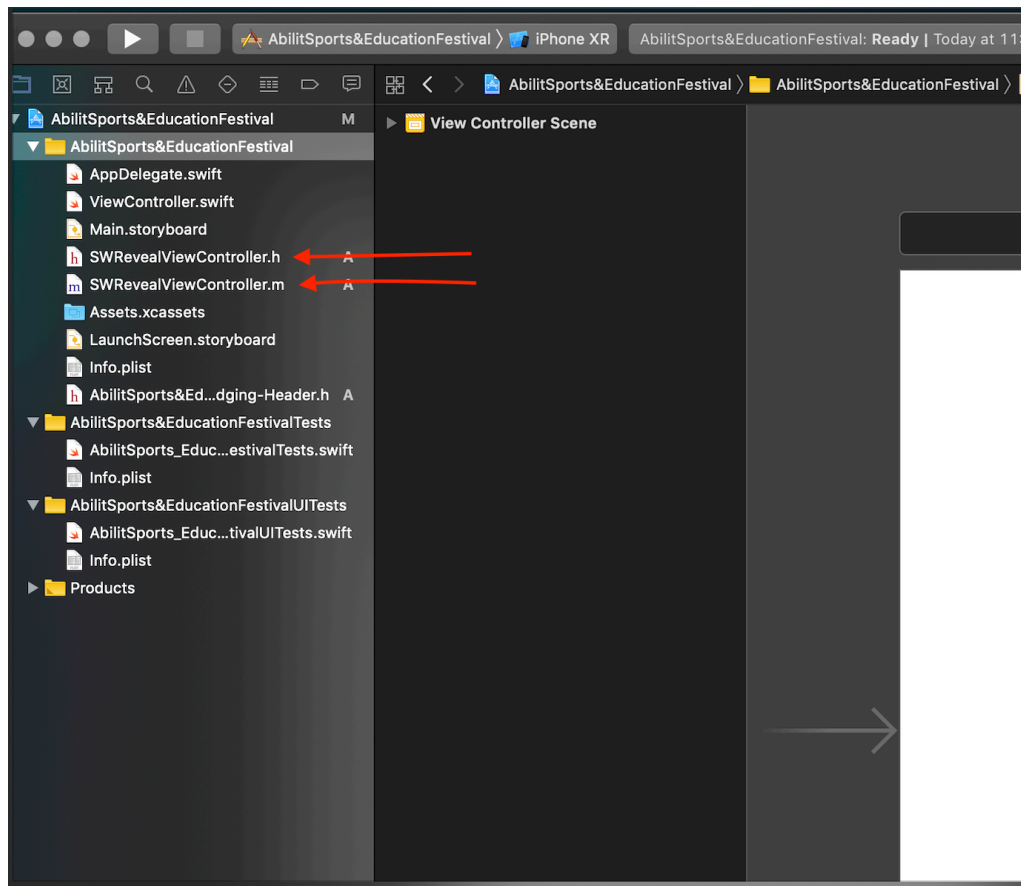 AbilitSports&EducationFestival 〉 iPhone XR
AbilitSports&EducationFestival: Ready | Today at 11:
AbilitSports&EducationFestival 〉 AbilitSports&EducationFestival 〉
AbilitSports&EducationFestival M
View Controller Scene
AbilitSports&EducationFestival
AppDelegate.swift
ViewController.swift
Main.storyboard
h SWRevealViewController.h A
m SWRevealViewController.m A
Assets.xcassets
LaunchScreen.storyboard
Info.plist
h AbilitSports&Ed...dging-Header.h A
AbilitSports&EducationFestivalTests
AbilitSports_Educ...estivalTests.swift
Info.plist
AbilitSports&EducationFestivalUITests
AbilitSports_Educ...tivalUITests.swift
Info.plist
Products